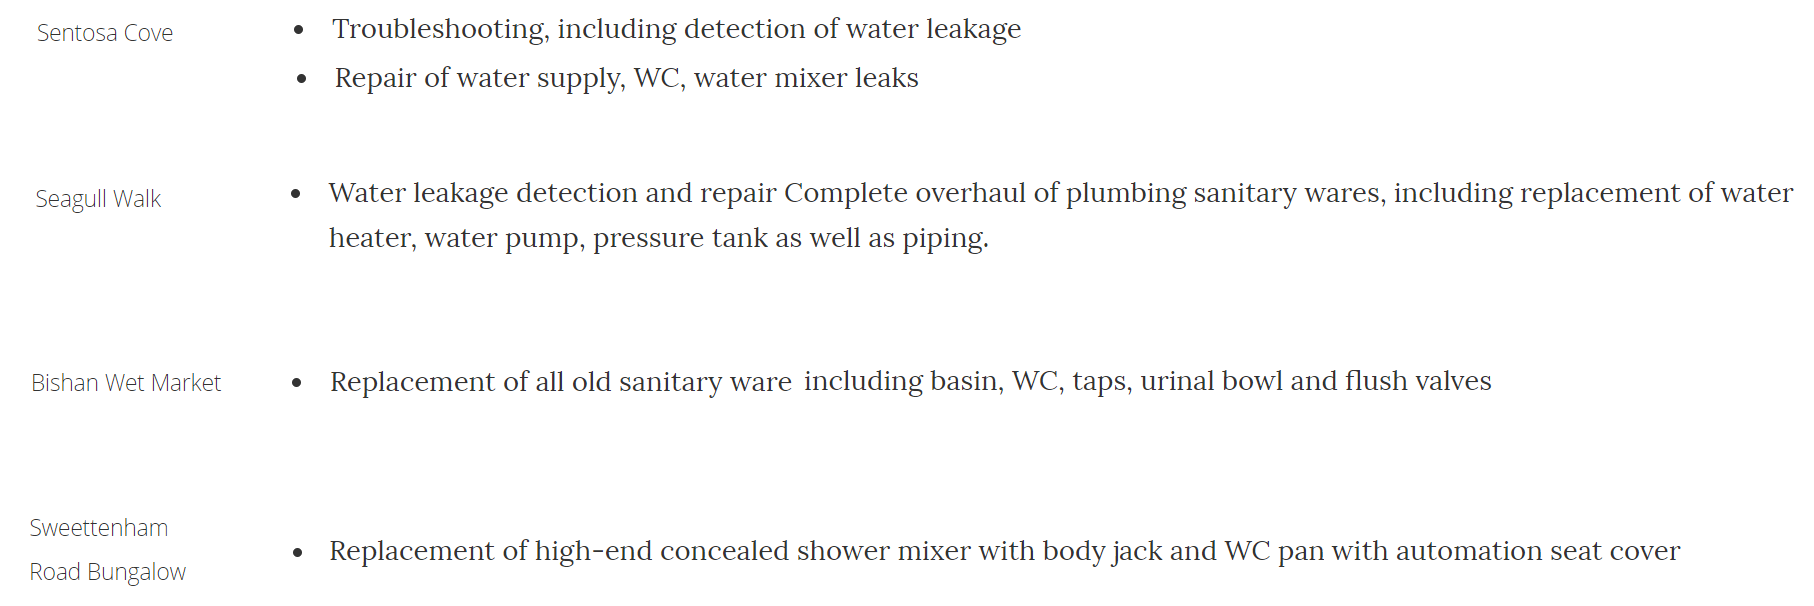 Sentosa Cove
• Troubleshooting, including detection of water leakage
• Repair of water supply, WC, water mixer leaks
Seagull Walk
• Water leakage detection and repair Complete overhaul of plumbing sanitary wares, including replacement of water
heater, water pump, pressure tank as well as piping.
Bishan Wet Market
• Replacement of all old sanitary ware including basin, WC, taps, urinal bowl and flush valves
Sweettenham
Road Bungalow
• Replacement of high-end concealed shower mixer with body jack and WC pan with automation seat cover